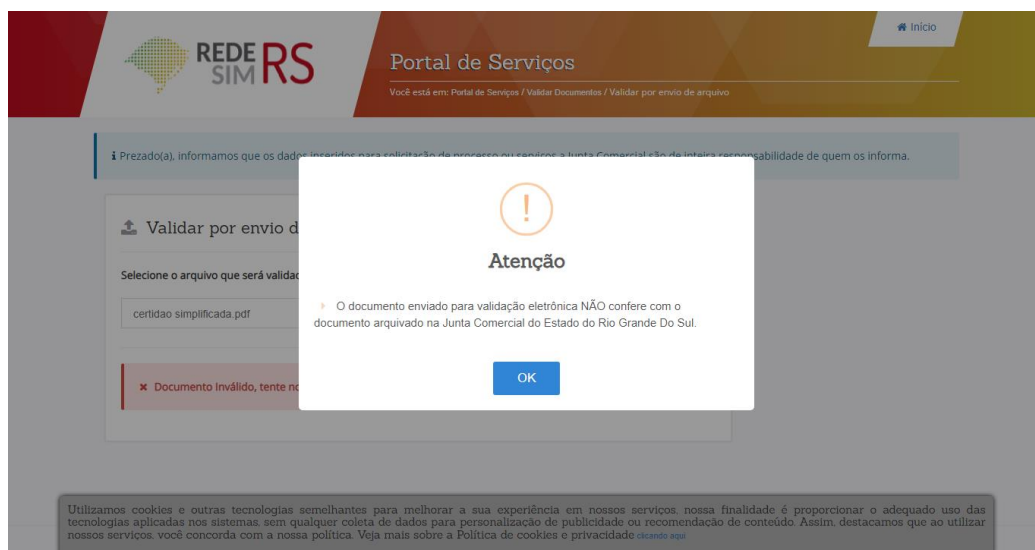 Início
REDE
SIM RS
Portal de Serviços
Você está em: Portal de Serviços / Validar Documentos / Validar por envio de arquivo
i Prezado(a), informamos que os dados inseridos para solicitação de processo ou serviços a Junta Comercial são de inteira responsabilidade de quem os informa.
!
Validar por envio d
Atenção
Selecione o arquivo que será validad
O documento enviado para validação eletrônica NÃO confere com o
documento arquivado na Junta Comercial do Estado do Rio Grande Do Sul.
certidao simplificada.pdf
OK
× Documento Inválido, tente no
Utilizamos cookies e outras tecnologias semelhantes para melhorar a sua experiência em nossos serviços, nossa finalidade é proporcionar o adequado uso das
tecnologias aplicadas nos sistemas, sem qualquer coleta de dados para personalização de publicidade ou recomendação de conteúdo. Assim, destacamos que ao utilizar
nossos serviços, você concorda com a nossa política. Veja mais sobre a Política de cookies e privacidade clicando aqui